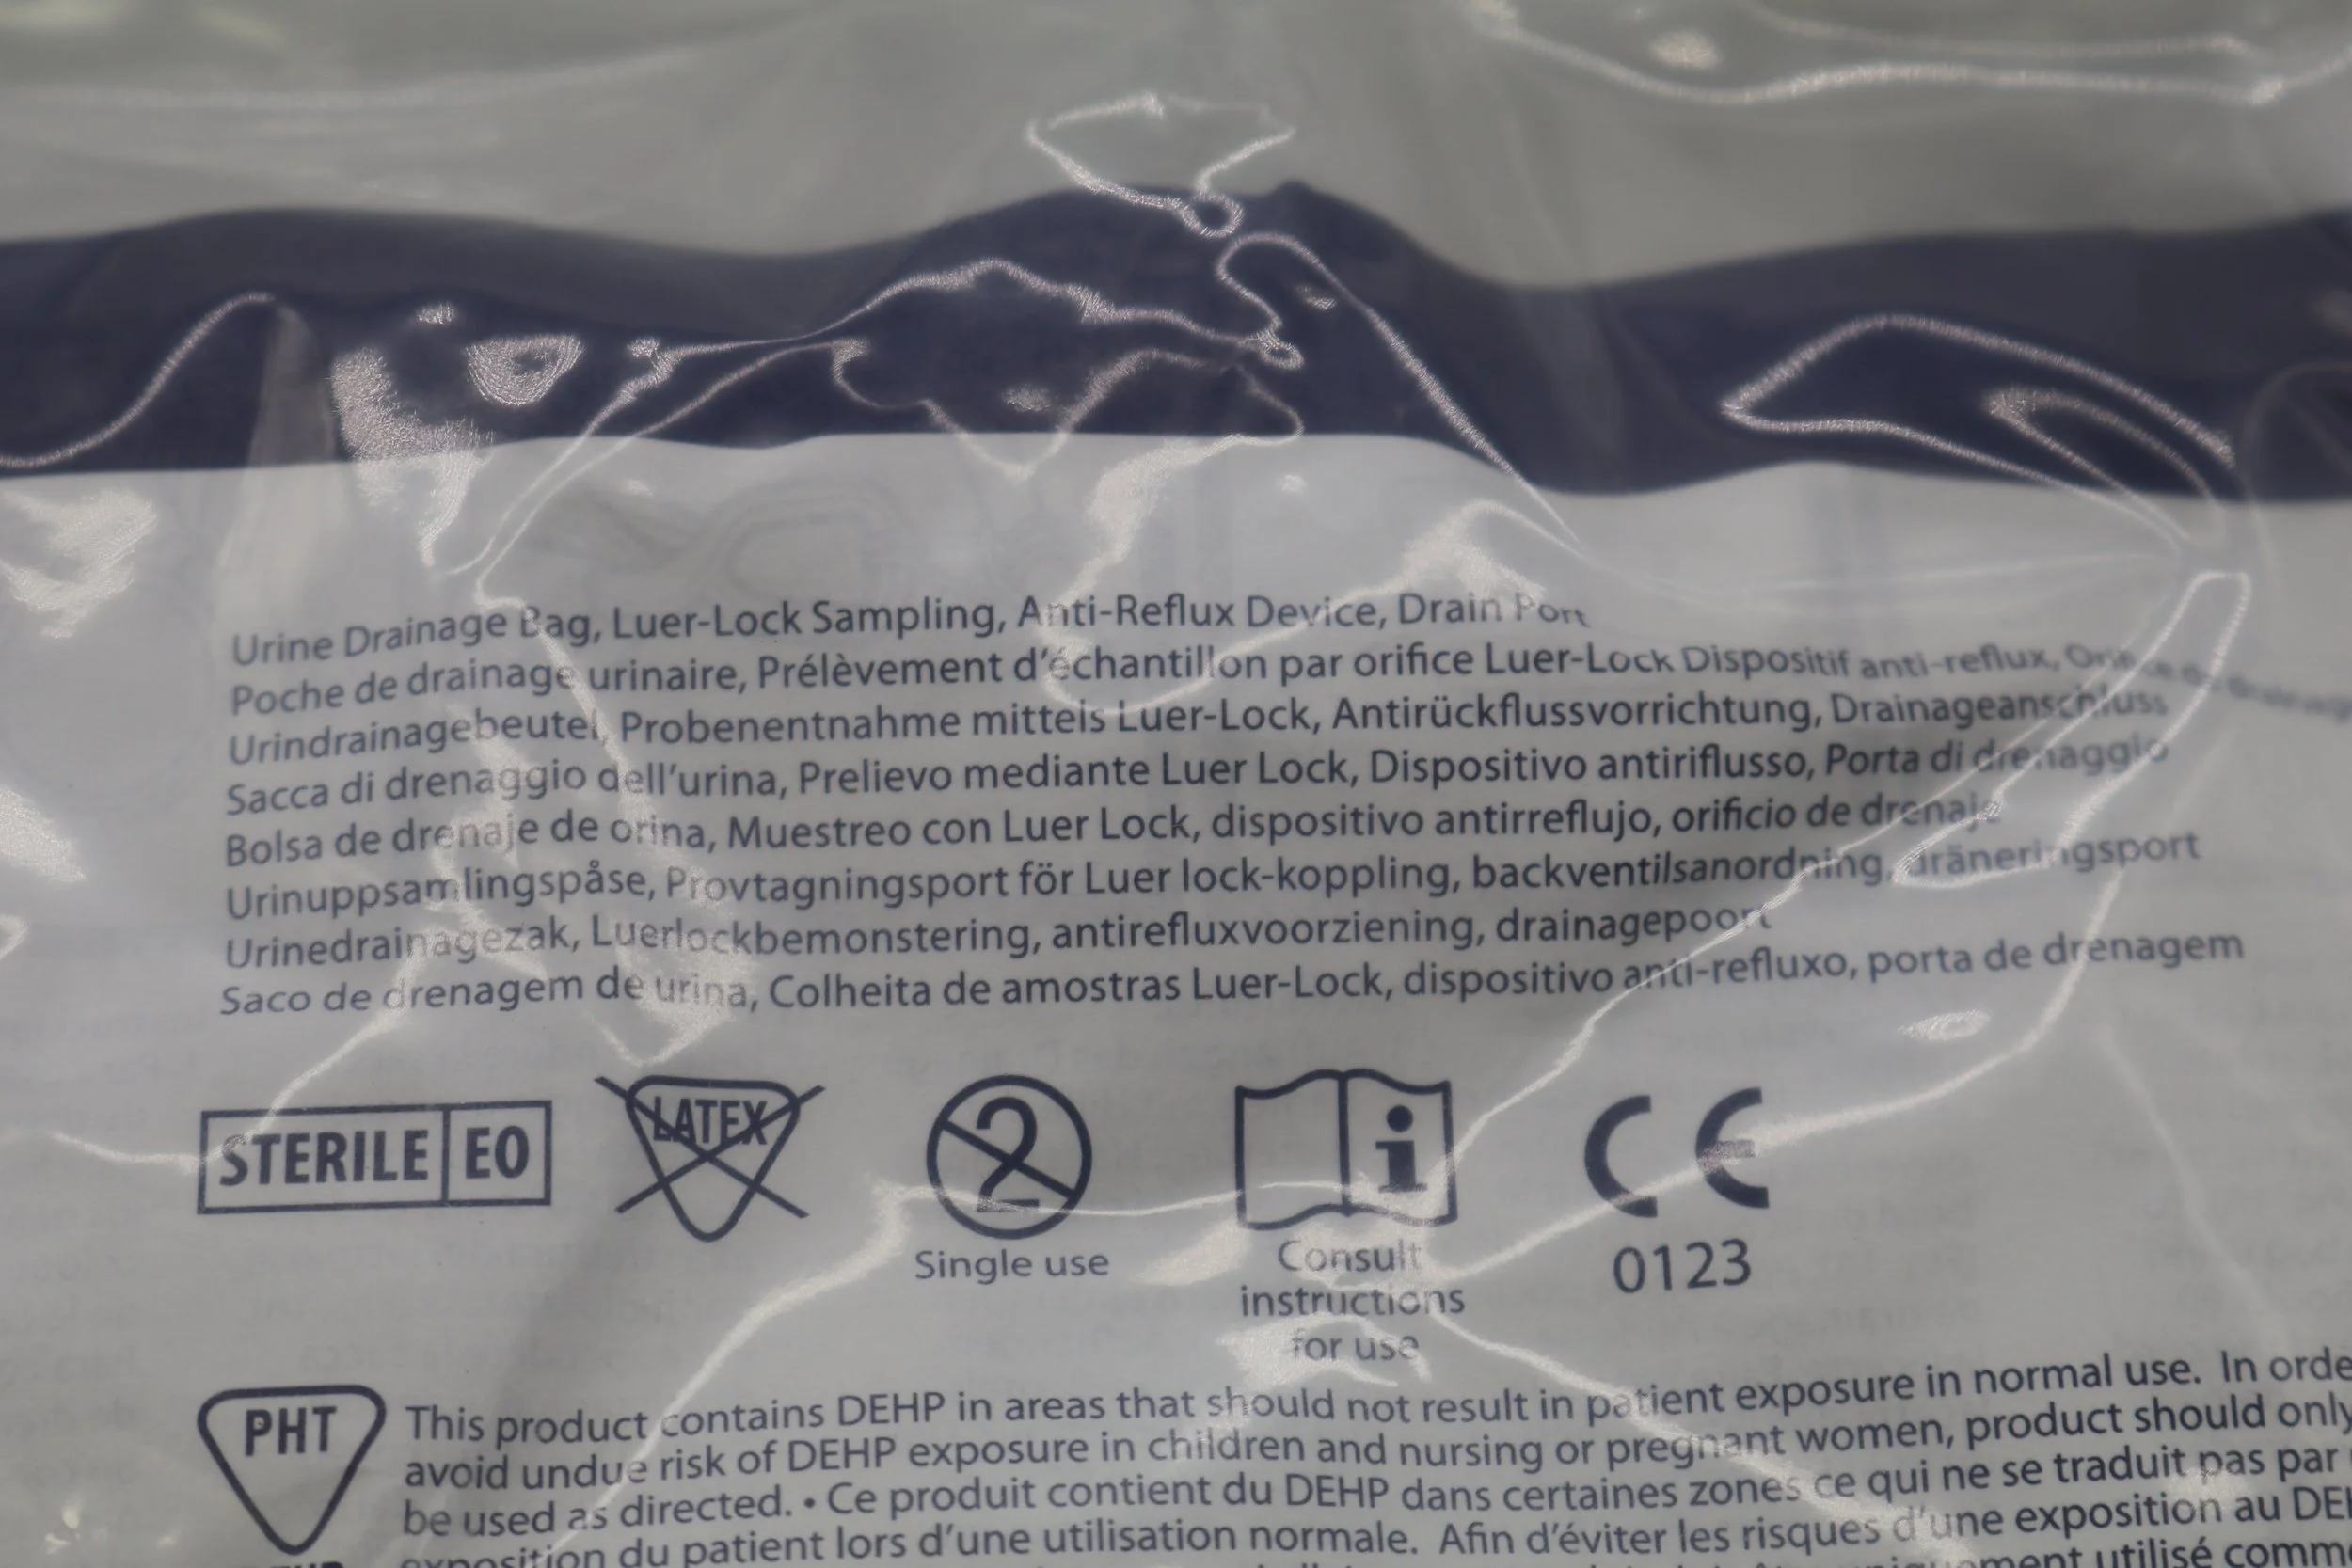 Urine Drainage Bag, Luer-Lock Sampling, Anti-Reflux Device, Drain Port
Poche de drainage urinaire, Prélèvement d'échantillon par orifice Luer-Lock Dispositif anti-reflux,
Urindrainagebeutel, Probenentnahme mittels Luer-Lock, Antirückflussvorrichtung, Drainageanschluss
Sacca di drenaggio dell'urina, Prelievo mediante Luer Lock, Dispositivo antiriflusso, Porta di drenaggio
Bolsa de drenaje de orina, Muestreo con Luer Lock, dispositivo antirreflujo, orificio de drenaje
Urinuppsamlingspåse, Provtagningsport för Luer lock-koppling, backventilsanordning, dräneringsport
Urinedrainagezak, Luerlockbemonstering, antirefluxvoorziening, drainagepoort
Saco de drenagem de urina, Colheita de amostras Luer-Lock, dispositivo anti-refluxo, porta de drenagem
STERILE EO
LATEX
2
Single use
i
Consult
instructions
for use
CE
0123
PHT
This product contains DEHP in areas that should not result in patient exposure in normal use. In orde
avoid undue risk of DEHP exposure in children and nursing or pregnant women, product should only
be used as directed. • Ce produit contient du DEHP dans certaines zones ce qui ne se traduit pas par
exposition du patient lors d'une utilisation normale. Afin d'éviter les risques d'une exposition au DE
utilisé comm